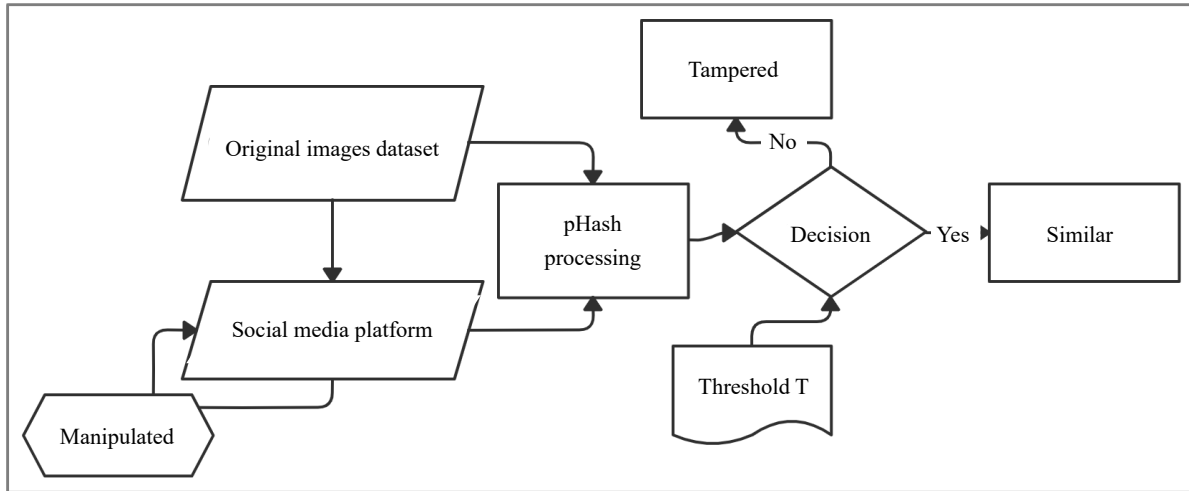 Tampered
No
Original images dataset
pHash
processing
Decision
Yes
Similar
Social media platform
Threshold T
Manipulated